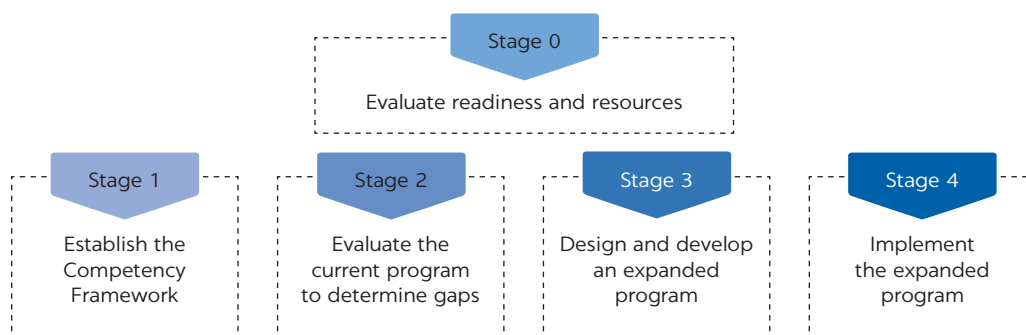 Stage 0
Evaluate readiness and resources
Stage 1
Establish the
Competency
Framework
Stage 2
Evaluate the
current program
to determine gaps
Stage 3
Design and develop
an expanded
program
Stage 4
Implement
the expanded
program